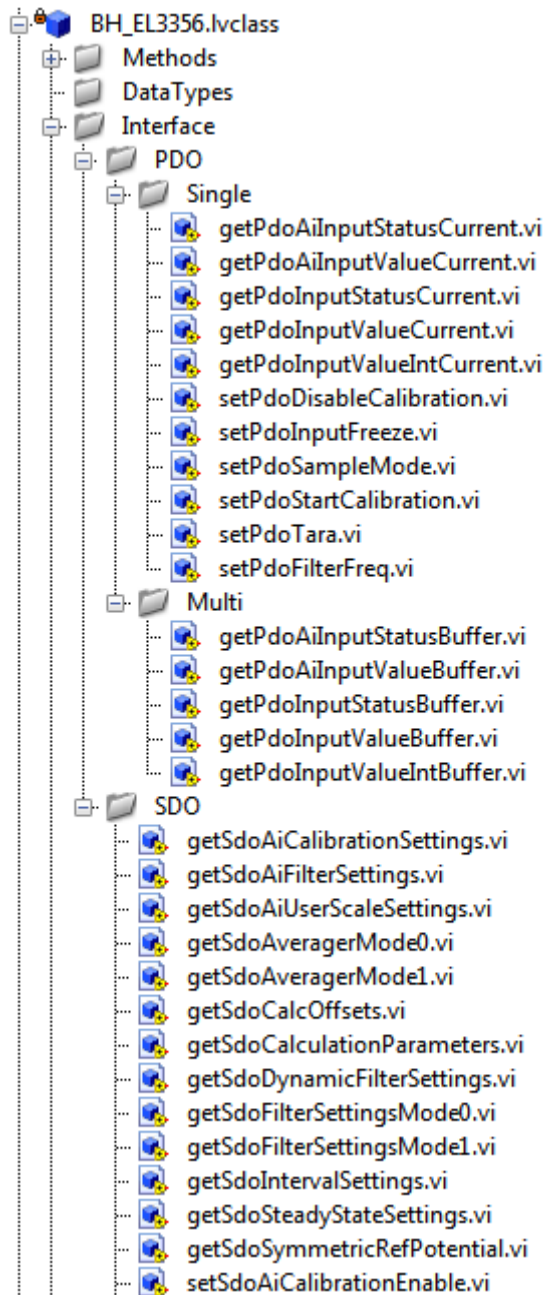 BH_EL3356.lvclass
Methods
DataTypes
Interface
PDO
Single
getPdoAiInputStatusCurrent.vi
getPdoAiInputValueCurrent.vi
getPdoInputStatusCurrent.vi
getPdoInputValueCurrent.vi
getPdoInputValueIntCurrent.vi
setPdoDisableCalibration.vi
setPdoInputFreeze.vi
setPdoSampleMode.vi
setPdoStartCalibration.vi
setPdoTara.vi
setPdoFilterFreq.vi
Multi
getPdoAiInputStatusBuffer.vi
getPdoAiInputValueBuffer.vi
getPdoInputStatusBuffer.vi
getPdoInputValueBuffer.vi
getPdoInputValueIntBuffer.vi
SDO
getSdoAiCalibrationSettings.vi
getSdoAiFilterSettings.vi
getSdoAiUserScaleSettings.vi
getSdoAveragerMode0.vi
getSdoAveragerMode1.vi
getSdoCalcOffsets.vi
getSdoCalculationParameters.vi
getSdoDynamicFilterSettings.vi
getSdoFilterSettingsMode0.vi
getSdoFilterSettingsMode1.vi
getSdoIntervalSettings.vi
getSdoSteadyStateSettings.vi
getSdoSymmetricRefPotential.vi
setSdoAiCalibrationEnable.vi